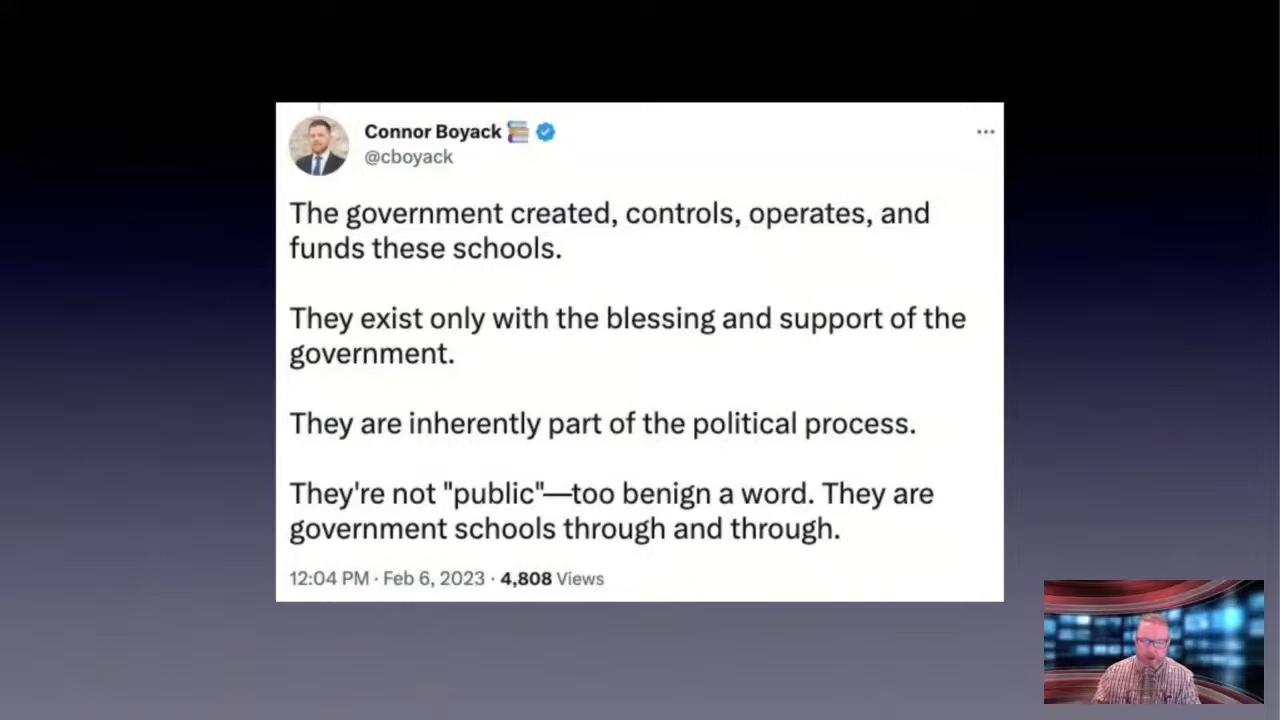 Connor Boyack
@cboyack
The government created, controls, operates, and
funds these schools.
They exist only with the blessing and support of the
government.
They are inherently part of the political process.
They're not "public"—too benign a word. They are
government schools through and through.
12:04 PM · Feb 6, 2023 · 4,808 Views